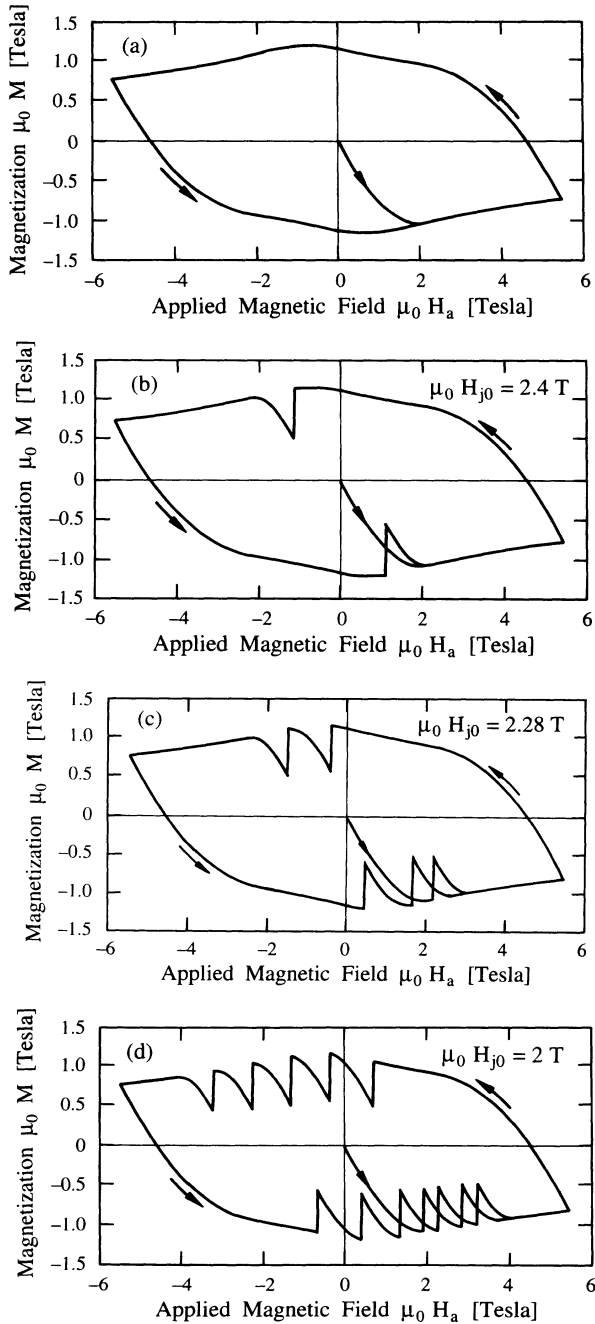 (a)
Magnetization μ₀ M [Tesla]
1.5
1.0
0.5
0
−0.5
−1.0
−1.5
−6 −4 −2 0 2 4 6
Applied Magnetic Field μ₀ Hₐ [Tesla]
(b)
μ₀ Hj0 = 2.4 T
Magnetization μ₀ M [Tesla]
1.5
1.0
0.5
0
−0.5
−1.0
−1.5
−6 −4 −2 0 2 4 6
Applied Magnetic Field μ₀ Hₐ [Tesla]
(c)
μ₀ Hj0 = 2.28 T
Magnetization μ₀ M [Tesla]
1.5
1.0
0.5
0
−0.5
−1.0
−1.5
−6 −4 −2 0 2 4 6
Applied Magnetic Field μ₀ Hₐ [Tesla]
(d)
μ₀ Hj0 = 2 T
Magnetization μ₀ M [Tesla]
1.5
1.0
0.5
0
−0.5
−1.0
−1.5
−6 −4 −2 0 2 4 6
Applied Magnetic Field μ₀ Hₐ [Tesla]